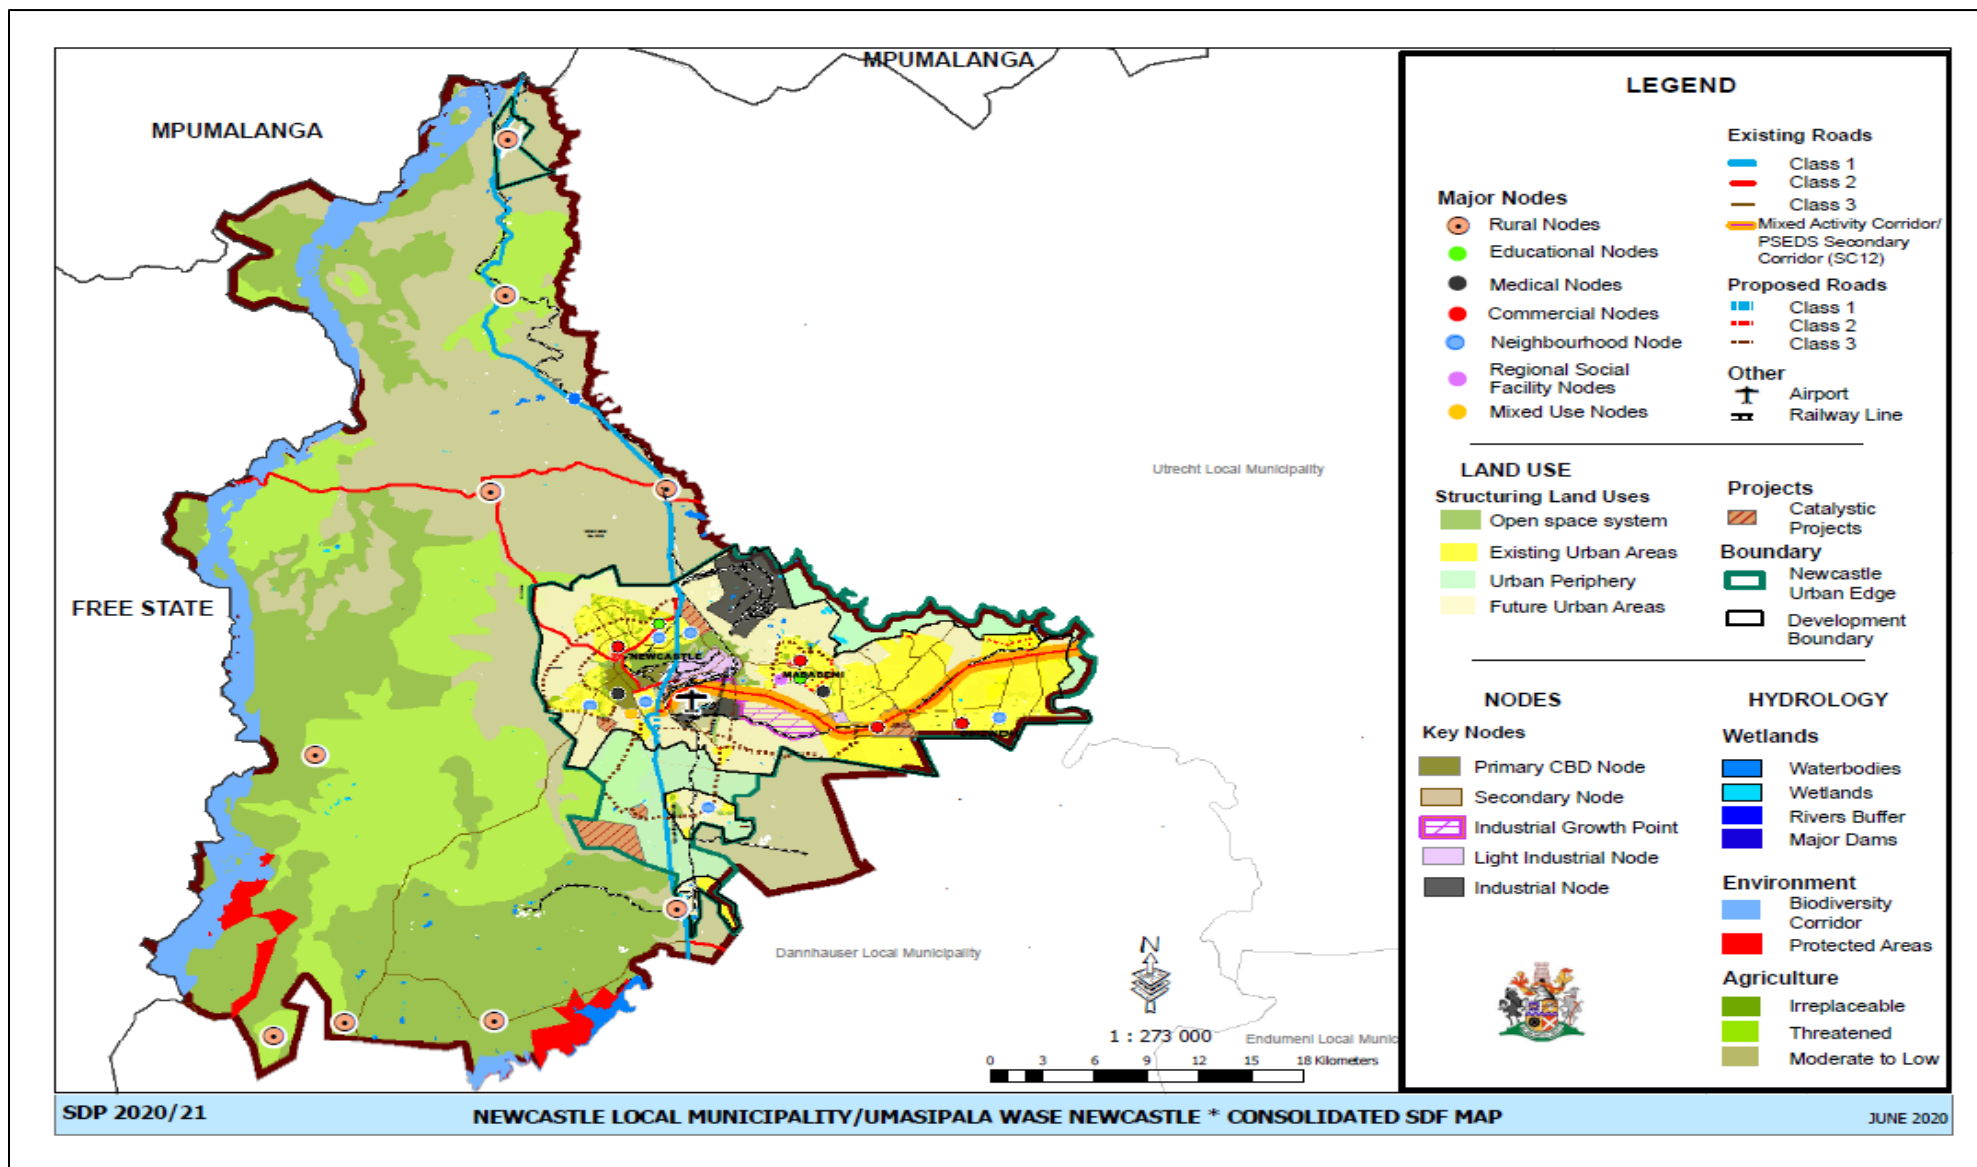 MPUMALANGA
MPUMALANGA
FREE STATE
Utrecht Local Municipality
NEWCASTLE
MADADENI
Dannhauser Local Municipality
Endumeni Local Munic
N
1 : 273 000
0 3 6 9 12 15 18 Kilometers
LEGEND
Major Nodes
Rural Nodes
Educational Nodes
Medical Nodes
Commercial Nodes
Neighbourhood Node
Regional Social
Facility Nodes
Mixed Use Nodes
Existing Roads
Class 1
Class 2
Class 3
Mixed Activity Corridor/
PSEDS Secondary
Corridor (SC12)
Proposed Roads
Class 1
Class 2
Class 3
Other
Airport
Railway Line
LAND USE
Structuring Land Uses
Open space system
Existing Urban Areas
Urban Periphery
Future Urban Areas
Projects
Catalystic
Projects
Boundary
Newcastle
Urban Edge
Development
Boundary
NODES
Key Nodes
Primary CBD Node
Secondary Node
Industrial Growth Point
Light Industrial Node
Industrial Node
HYDROLOGY
Wetlands
Waterbodies
Wetlands
Rivers Buffer
Major Dams
Environment
Biodiversity
Corridor
Protected Areas
Agriculture
Irreplaceable
Threatened
Moderate to Low
SDP 2020/21
NEWCASTLE LOCAL MUNICIPALITY/UMASIPALA WASE NEWCASTLE * CONSOLIDATED SDF MAP
JUNE 2020